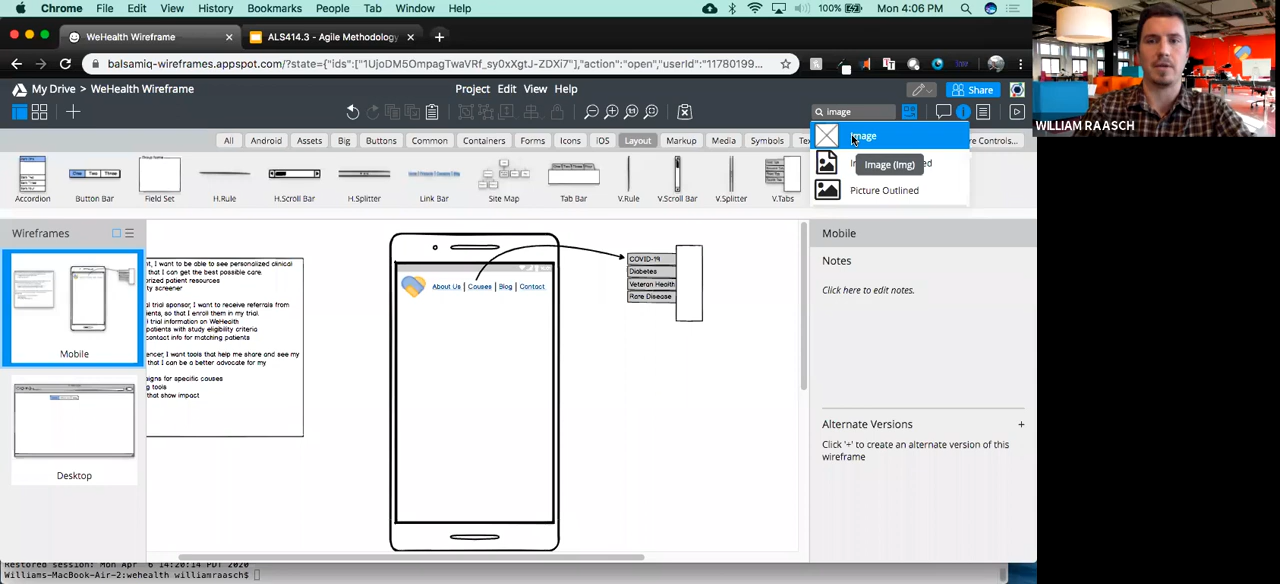 Chrome File Edit View History Bookmarks People Tab Window Help
100% Mon 4:06 PM
WeHealth Wireframe
ALS414.3 - Agile Methodology
balsamiq-wireframes.appspot.com/?state={"ids":["1UjoDM5OmpagTwaVRf_sy0xXgtJ-ZDXi7"],"action":"open","userId":"11780199...
My Drive > WeHealth Wireframe
Project Edit View Help
Share
image
WILLIAM RAASCH
All Android Assets Big Buttons Common Containers Forms Icons iOS Layout Markup Media Symbols
Image
Image (Img)
Picture Outlined
Accordion Button Bar Field Set H.Rule H.Scroll Bar H.Splitter Link Bar Site Map Tab Bar V.Rule V.Scroll Bar V.Splitter V.Tabs
Wireframes
Mobile
Desktop
t, I want to be able to see personalized clinical
that I can get the best possible care.
orized patient resources
ty screener
al trial sponsor, I want to receive referrals from
ients, so that I enroll them in my trial.
l trial information on WeHealth
patients with study eligibility criteria
contact info for matching patients
encer, I want tools that help me share and see my
that I can be a better advocate for my
aigns for specific causes
g tools
that show impact
About Us | Causes | Blog | Contact
COVID-19
Diabetes
Veteran Health
Rare Disease
Mobile
Notes
Click here to edit notes.
Alternate Versions +
Click '+' to create an alternate version of this
wireframe
Restored session: Mon Apr 6 14:20:14 PDT 2020
Williams-MacBook-Air-2:wehealth williamraasch$